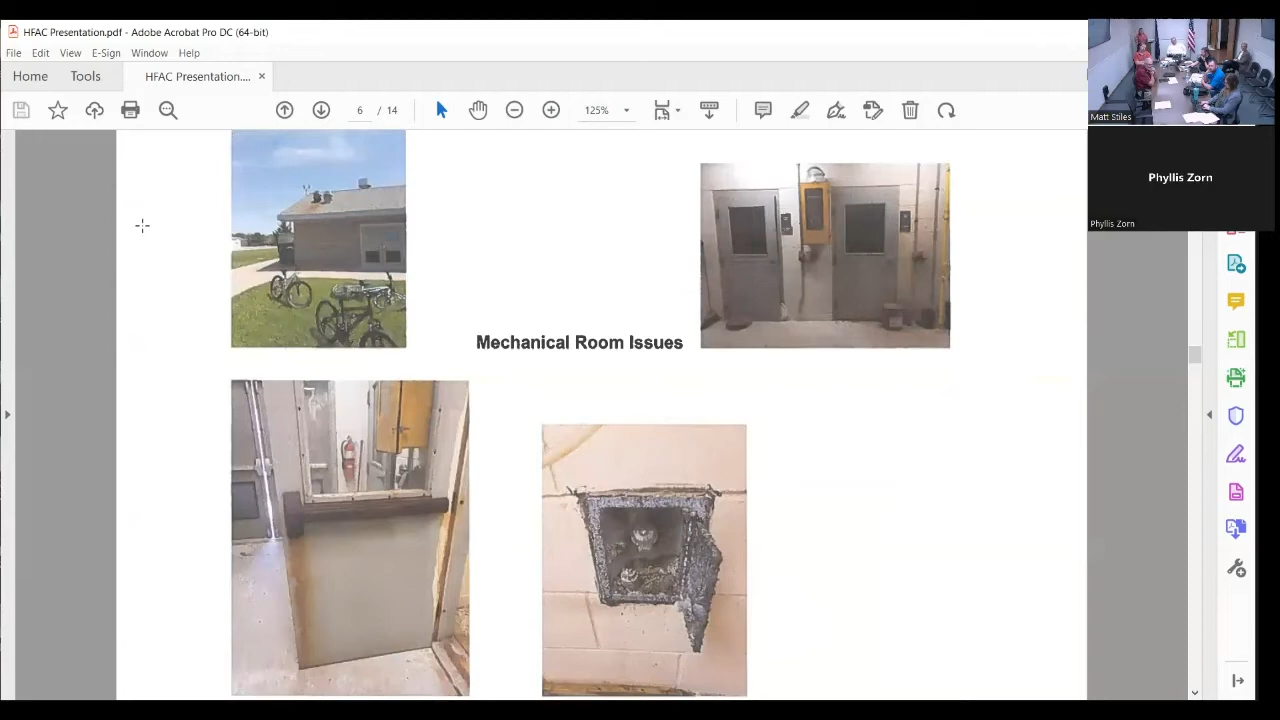 HFAC Presentation.pdf - Adobe Acrobat Pro DC (64-bit)
File Edit View E-Sign Window Help
Home Tools HFAC Presentation....
6 / 14 125%
Matt Stiles
Phyllis Zorn
Phyllis Zorn
Mechanical Room Issues